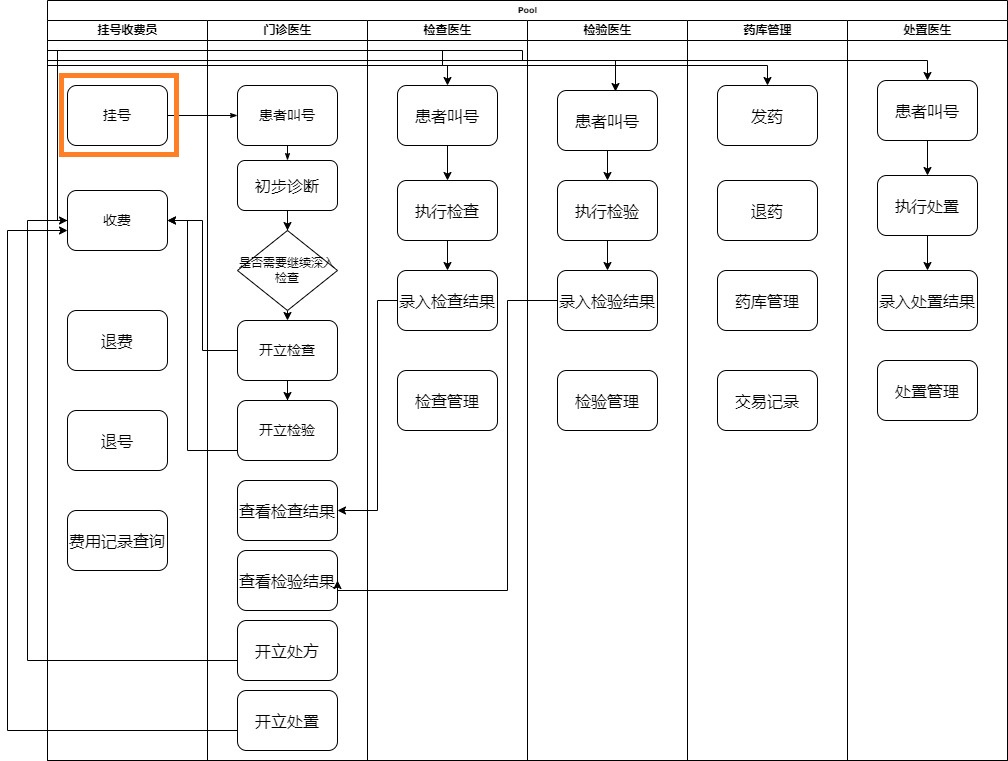 Pool
挂号收费员
门诊医生
检查医生
检验医生
药库管理
处置医生
挂号
收费
退费
退号
费用记录查询
患者叫号
初步诊断
是否需要继续深入
检查
开立检查
开立检验
查看检查结果
查看检验结果
开立处方
开立处置
患者叫号
执行检查
录入检查结果
检查管理
患者叫号
执行检验
录入检验结果
检验管理
发药
退药
药库管理
交易记录
患者叫号
执行处置
录入处置结果
处置管理